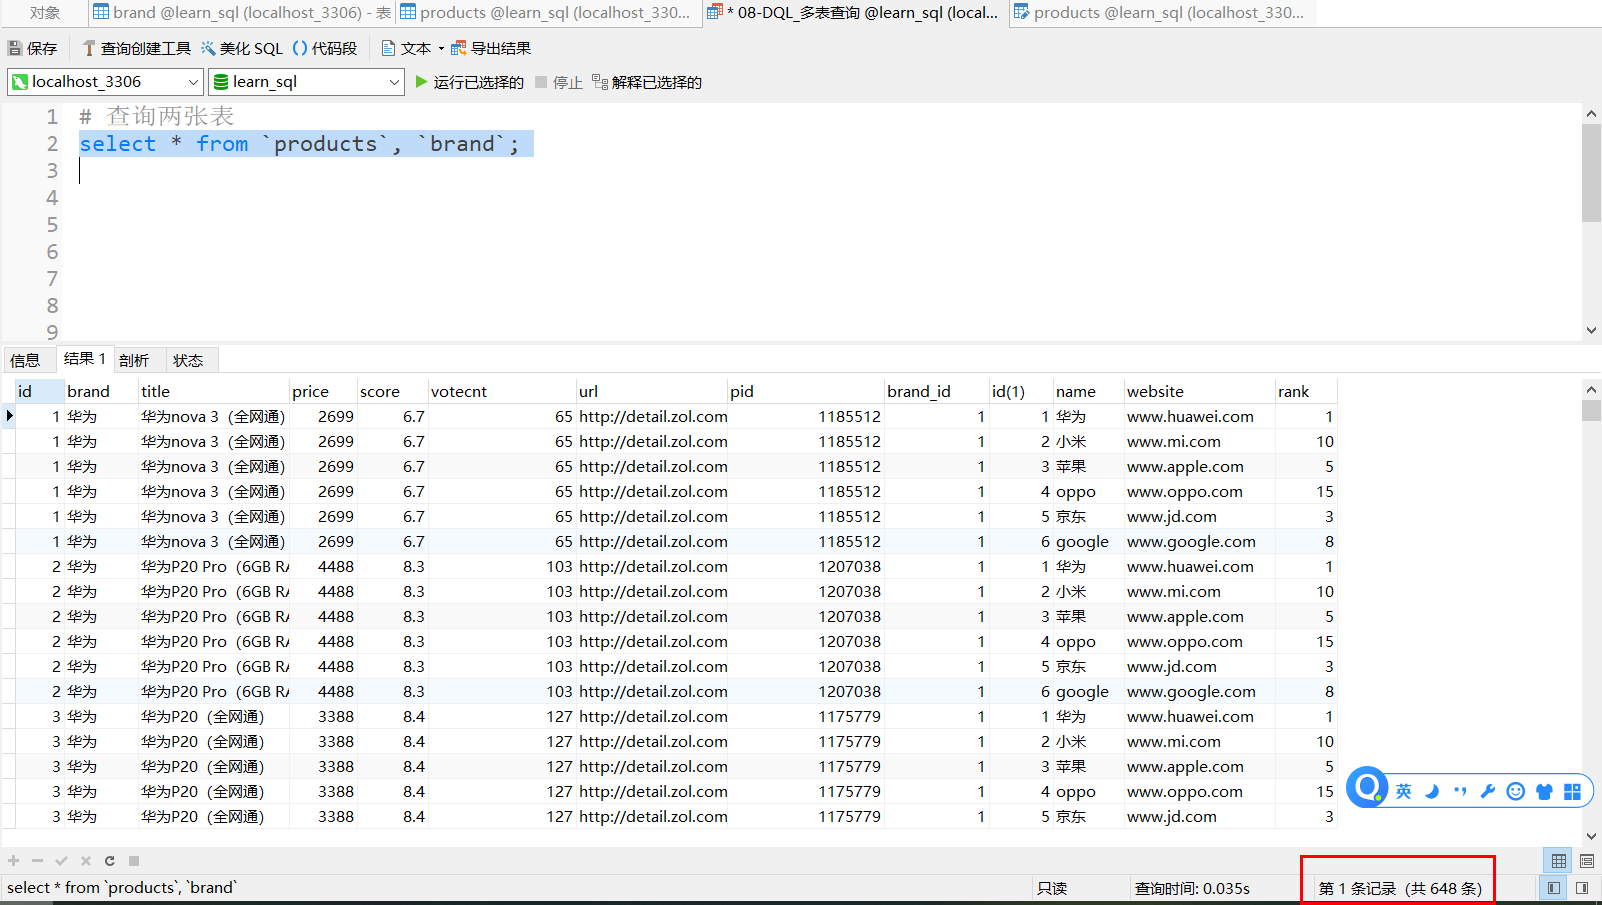 对象 brand @learn_sql (localhost_3306) - 表 products @learn_sql (localhost_330... * 08-DQL_多表查询 @learn_sql (local... products @learn_sql (localhost_330...
保存 查询创建工具 美化 SQL () 代码段 文本 导出结果
localhost_3306 learn_sql 运行已选择的 停止 解释已选择的
1 # 查询两张表
2 select * from `products`, `brand`;
3
4
5
6
7
8
9
信息 结果 1 剖析 状态
id brand title price score votecnt url pid brand_id id(1) name website rank
1 华为 华为nova 3（全网通） 2699 6.7 65 http://detail.zol.com 1185512 1 1 华为 www.huawei.com 1
1 华为 华为nova 3（全网通） 2699 6.7 65 http://detail.zol.com 1185512 1 2 小米 www.mi.com 10
1 华为 华为nova 3（全网通） 2699 6.7 65 http://detail.zol.com 1185512 1 3 苹果 www.apple.com 5
1 华为 华为nova 3（全网通） 2699 6.7 65 http://detail.zol.com 1185512 1 4 oppo www.oppo.com 15
1 华为 华为nova 3（全网通） 2699 6.7 65 http://detail.zol.com 1185512 1 5 京东 www.jd.com 3
1 华为 华为nova 3（全网通） 2699 6.7 65 http://detail.zol.com 1185512 1 6 google www.google.com 8
2 华为 华为P20 Pro（6GB RA 4488 8.3 103 http://detail.zol.com 1207038 1 1 华为 www.huawei.com 1
2 华为 华为P20 Pro（6GB RA 4488 8.3 103 http://detail.zol.com 1207038 1 2 小米 www.mi.com 10
2 华为 华为P20 Pro（6GB RA 4488 8.3 103 http://detail.zol.com 1207038 1 3 苹果 www.apple.com 5
2 华为 华为P20 Pro（6GB RA 4488 8.3 103 http://detail.zol.com 1207038 1 4 oppo www.oppo.com 15
2 华为 华为P20 Pro（6GB RA 4488 8.3 103 http://detail.zol.com 1207038 1 5 京东 www.jd.com 3
2 华为 华为P20 Pro（6GB RA 4488 8.3 103 http://detail.zol.com 1207038 1 6 google www.google.com 8
3 华为 华为P20（全网通） 3388 8.4 127 http://detail.zol.com 1175779 1 1 华为 www.huawei.com 1
3 华为 华为P20（全网通） 3388 8.4 127 http://detail.zol.com 1175779 1 2 小米 www.mi.com 10
3 华为 华为P20（全网通） 3388 8.4 127 http://detail.zol.com 1175779 1 3 苹果 www.apple.com 5
3 华为 华为P20（全网通） 3388 8.4 127 http://detail.zol.com 1175779 1 4 oppo www.oppo.com 15
3 华为 华为P20（全网通） 3388 8.4 127 http://detail.zol.com 1175779 1 5 京东 www.jd.com 3
英
select * from `products`, `brand` 只读 查询时间: 0.035s 第 1 条记录（共 648 条）